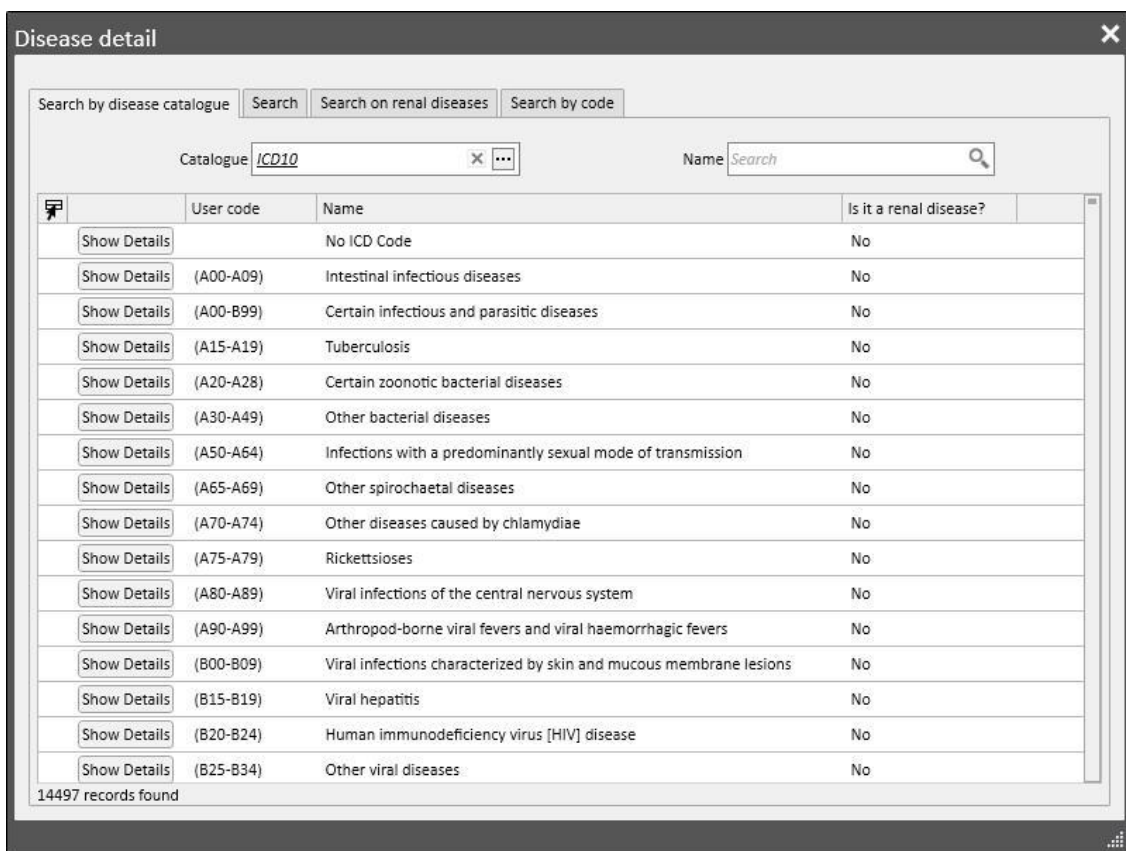 Disease detail
Search by disease catalogue Search Search on renal diseases Search by code
Catalogue ICD10 Name Search
User code Name Is it a renal disease?
Show Details No ICD Code No
Show Details (A00-A09) Intestinal infectious diseases No
Show Details (A00-B99) Certain infectious and parasitic diseases No
Show Details (A15-A19) Tuberculosis No
Show Details (A20-A28) Certain zoonotic bacterial diseases No
Show Details (A30-A49) Other bacterial diseases No
Show Details (A50-A64) Infections with a predominantly sexual mode of transmission No
Show Details (A65-A69) Other spirochaetal diseases No
Show Details (A70-A74) Other diseases caused by chlamydiae No
Show Details (A75-A79) Rickettsioses No
Show Details (A80-A89) Viral infections of the central nervous system No
Show Details (A90-A99) Arthropod-borne viral fevers and viral haemorrhagic fevers No
Show Details (B00-B09) Viral infections characterized by skin and mucous membrane lesions No
Show Details (B15-B19) Viral hepatitis No
Show Details (B20-B24) Human immunodeficiency virus [HIV] disease No
Show Details (B25-B34) Other viral diseases No
14497 records found